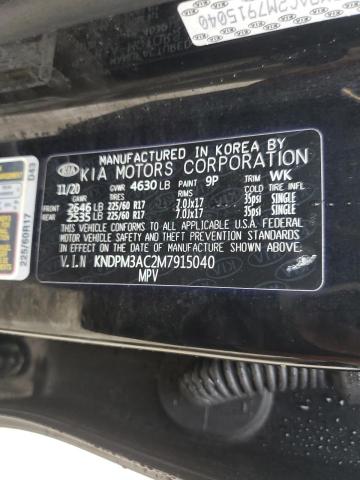 AC2M7915040
MANUFACTURED IN KOREA BY
KIA MOTORS CORPORATION
11/20 GVWR 4630 LB PAINT 9P TRIM WK
GAWR TIRES RIMS
FRONT 2646 LB 225/60 R17 7.0Jx17 35psi SINGLE
REAR 2535 LB 225/60 R17 7.0Jx17 35psi SINGLE
THIS VEHICLE CONFORMS TO ALL APPLICABLE U.S.A FEDERAL
MOTOR VEHICLE SAFETY, BUMPER, AND THEFT
PREVENTION STANDARDS IN EFFECT ON THE DATE OF
MANUFACTURE SHOWN ABOVE.
V.I.N KNDPM3AC2M7915040
MPV
225/60R17
D41